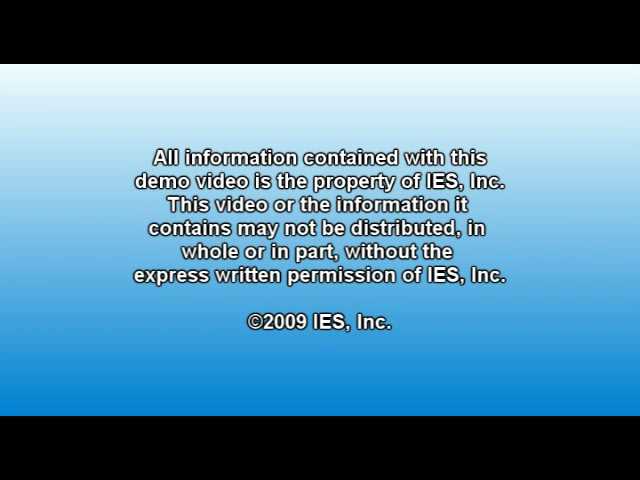 All information contained with this
demo video is the property of IES, Inc.
This video or the information it
contains may not be distributed, in
whole or in part, without the
express written permission of IES, Inc.
©2009 IES, Inc.